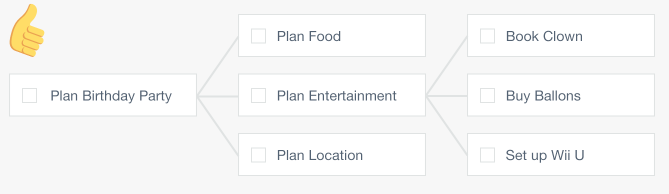 Plan Birthday Party
Plan Food
Plan Entertainment
Plan Location
Book Clown
Buy Ballons
Set up Wii U